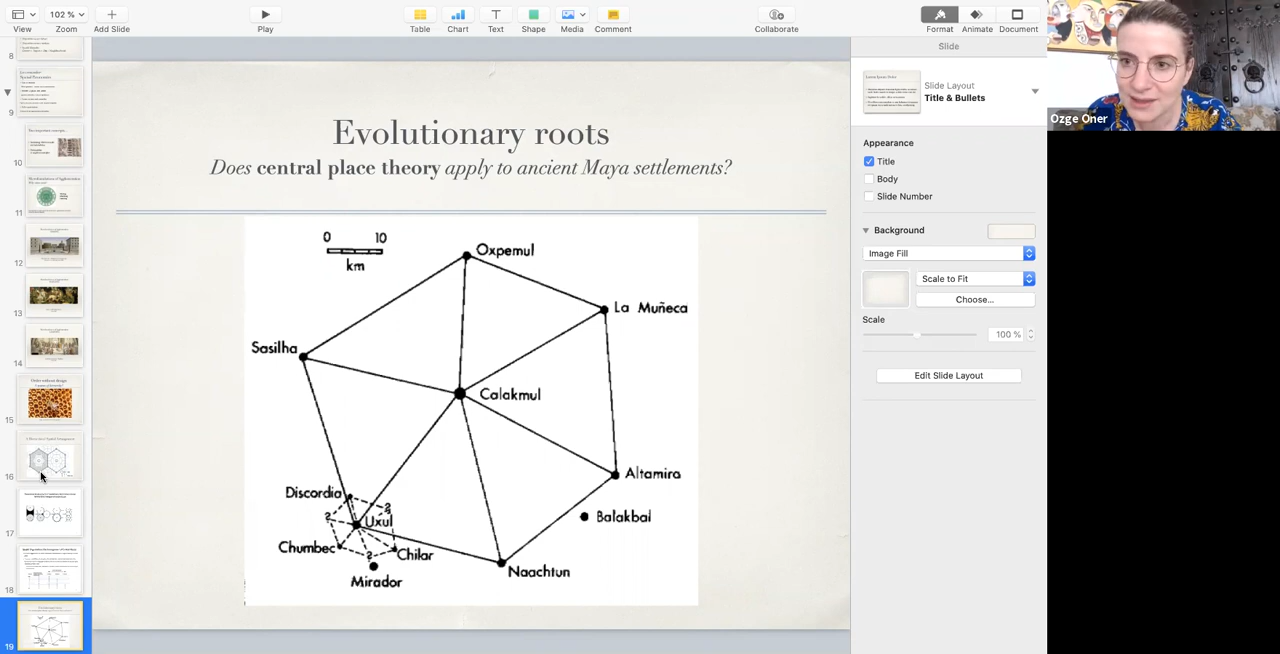 102 %
View
Zoom
Add Slide
Play
Table
Chart
Text
Shape
Media
Comment
Collaborate
Format
Animate
Document
Slide
Slide Layout
Title & Bullets
Appearance
Title
Body
Slide Number
Background
Image Fill
Scale to Fit
Choose...
Scale
100 %
Edit Slide Layout
Ozge Oner
8
9
10
11
12
13
14
15
16
17
18
19
Evolutionary roots
Does central place theory apply to ancient Maya settlements?
0 10
km
Oxpemul
La Muñeca
Sasilha
Calakmul
Altamira
Discordia
?
?
Uxul
Balakbal
Chumbec
?
Chilar
Naachtun
Mirador